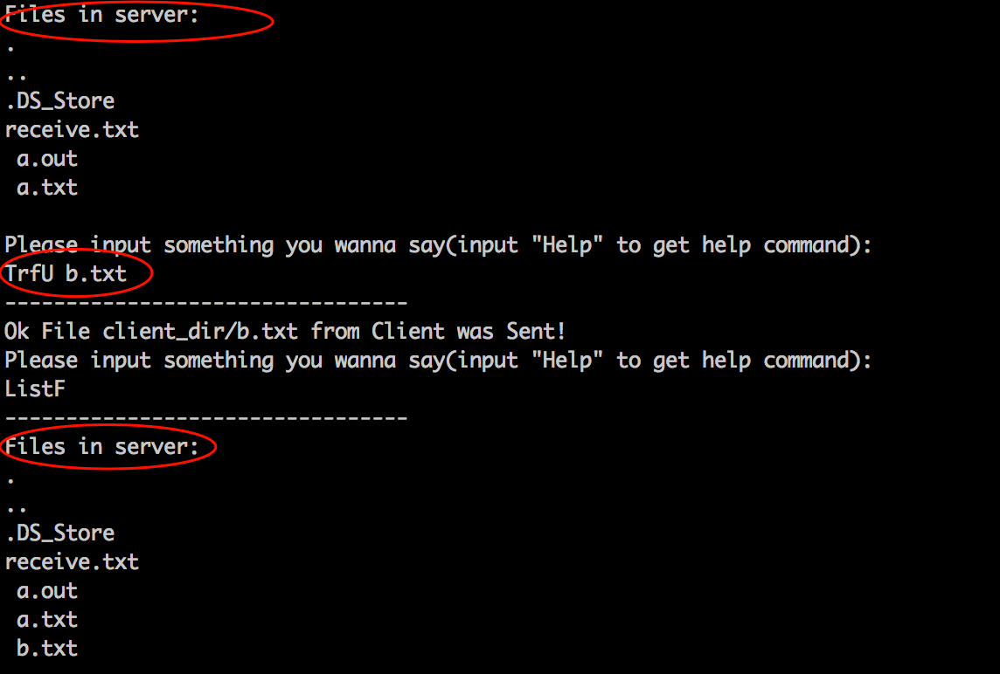 Files in server:
.
..
.DS_Store
receive.txt
 a.out
 a.txt
Please input something you wanna say(input "Help" to get help command):
TrfU b.txt
---------------------------------
Ok File client_dir/b.txt from Client was Sent!
Please input something you wanna say(input "Help" to get help command):
ListF
---------------------------------
Files in server:
.
..
.DS_Store
receive.txt
 a.out
 a.txt
 b.txt